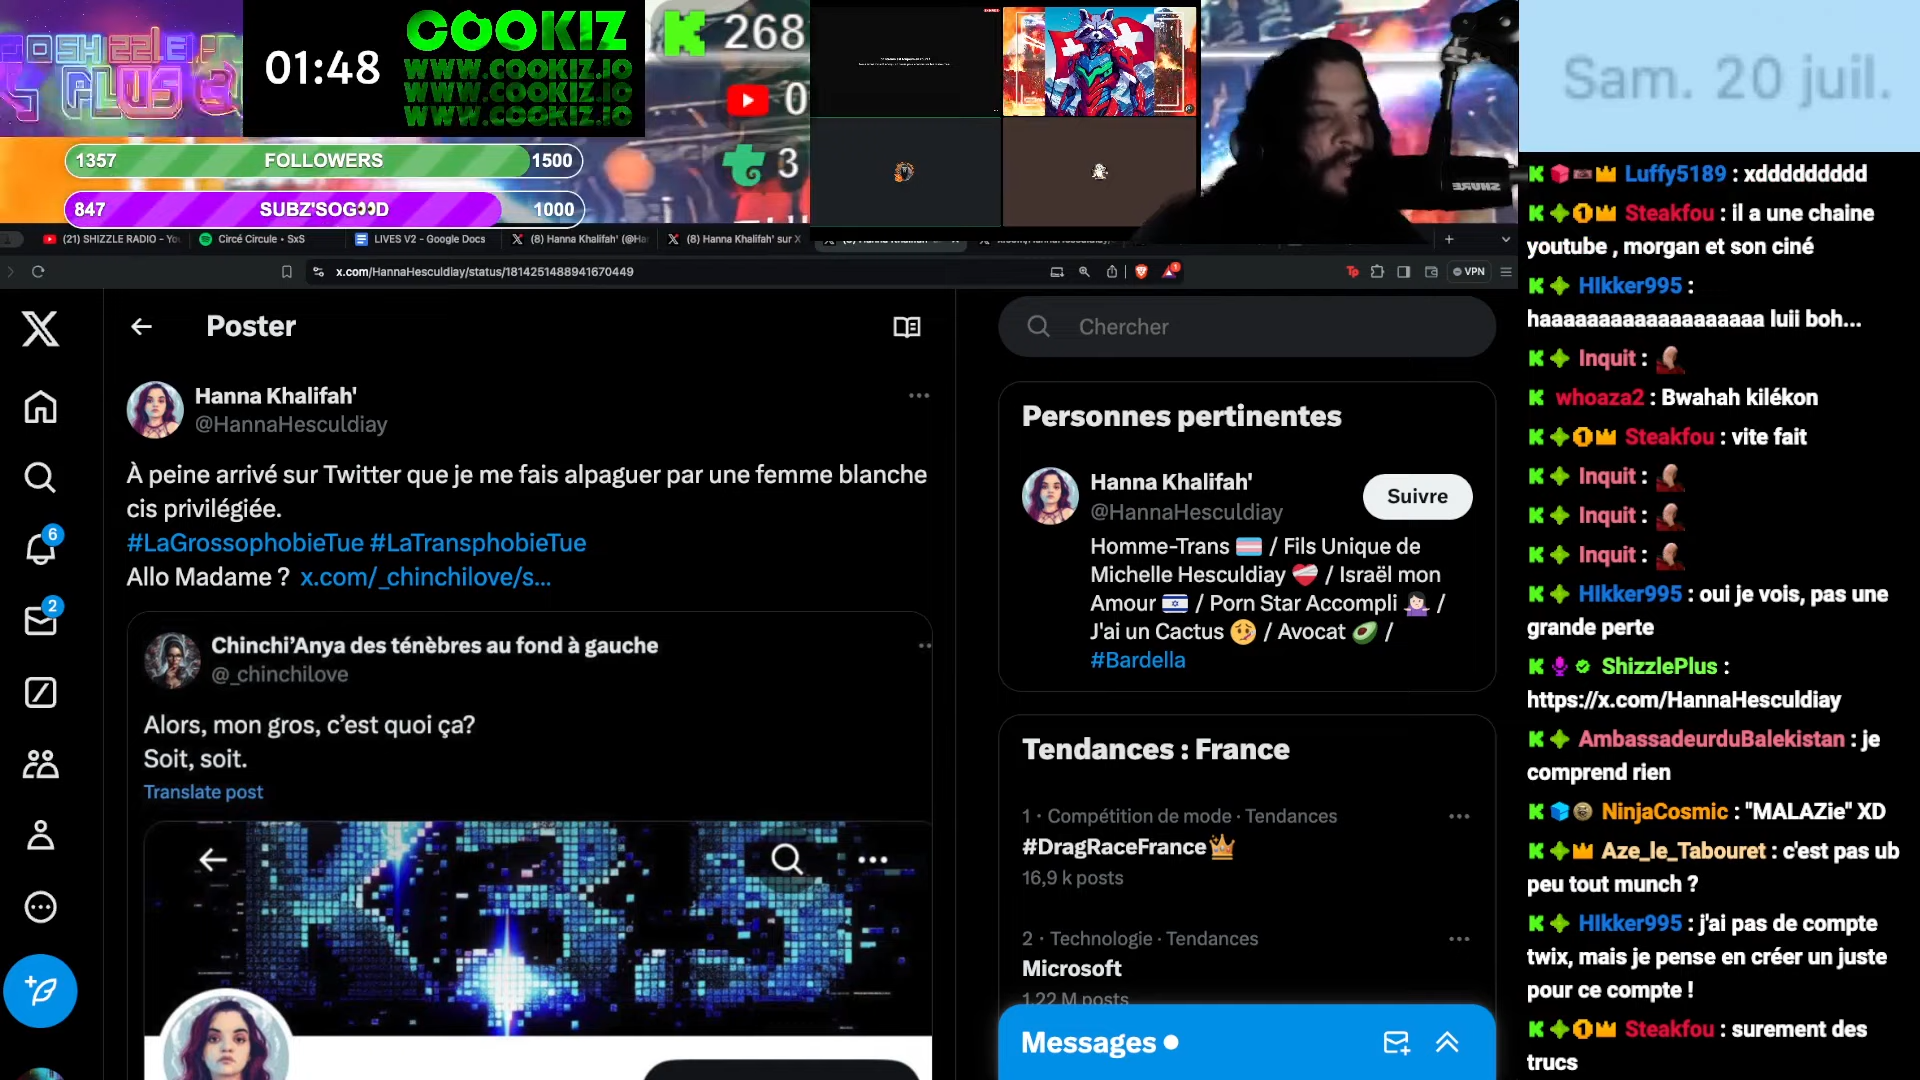 01:48
COOKIZ
WWW.COOKIZ.IO
WWW.COOKIZ.IO
WWW.COOKIZ.IO
268
0
3
1357 FOLLOWERS 1500
847 SUBZ'SOG👀D 1000
SHURE
Sam. 20 juil.
(21) SHIZZLE RADIO - You
Circé Circule • SxS
LIVES V2 - Google Docs
(8) Hanna Khalifah' (@Han
(8) Hanna Khalifah' sur X
x.com/HannaHesculdiay/status/1814251488941670449
VPN
Poster
Hanna Khalifah'
@HannaHesculdiay
À peine arrivé sur Twitter que je me fais alpaguer par une femme blanche
cis privilégiée.
#LaGrossophobieTue #LaTransphobieTue
Allo Madame ? x.com/_chinchilove/s...
Chinchi’Anya des ténèbres au fond à gauche
@_chinchilove
Alors, mon gros, c’est quoi ça?
Soit, soit.
Translate post
6
2
Chercher
Personnes pertinentes
Hanna Khalifah'
@HannaHesculdiay
Suivre
Homme-Trans 🏳️‍⚧️ / Fils Unique de
Michelle Hesculdiay ❤️‍🩹 / Israël mon
Amour 🇮🇱 / Porn Star Accompli 🤷🏻‍♀️ /
J'ai un Cactus 🤒 / Avocat 🥑 /
#Bardella
Tendances : France
1 · Compétition de mode · Tendances
#DragRaceFrance👑
16,9 k posts
2 · Technologie · Tendances
Microsoft
1,22 M posts
Messages
Luffy5189 : xddddddddd
Steakfou : il a une chaine
youtube , morgan et son ciné
HIkker995 :
haaaaaaaaaaaaaaaaaaa luii boh...
Inquit :
whoaza2 : Bwahah kilékon
Steakfou : vite fait
Inquit :
Inquit :
Inquit :
HIkker995 : oui je vois, pas une
grande perte
ShizzlePlus :
https://x.com/HannaHesculdiay
AmbassadeurduBalekistan : je
comprend rien
NinjaCosmic : "MALAZie" XD
Aze_le_Tabouret : c'est pas ub
peu tout munch ?
HIkker995 : j'ai pas de compte
twix, mais je pense en créer un juste
pour ce compte !
Steakfou : surement des
trucs